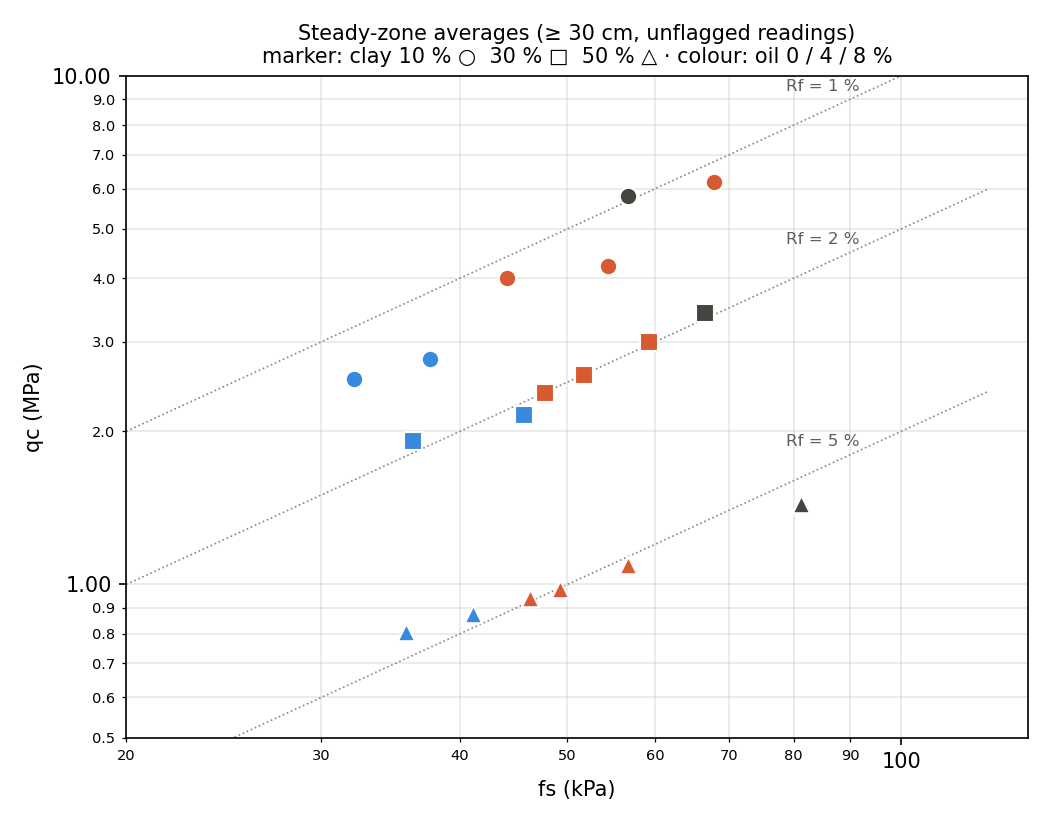 Steady-zone averages (≥ 30 cm, unflagged readings)
marker: clay 10 % ○ 30 % □ 50 % △ · colour: oil 0 / 4 / 8 %
10.00
9.0
8.0
7.0
6.0
5.0
4.0
3.0
2.0
1.00
0.9
0.8
0.7
0.6
0.5
qc (MPa)
Rf = 1 %
Rf = 2 %
Rf = 5 %
20 30 40 50 60 70 80 90 100
fs (kPa)